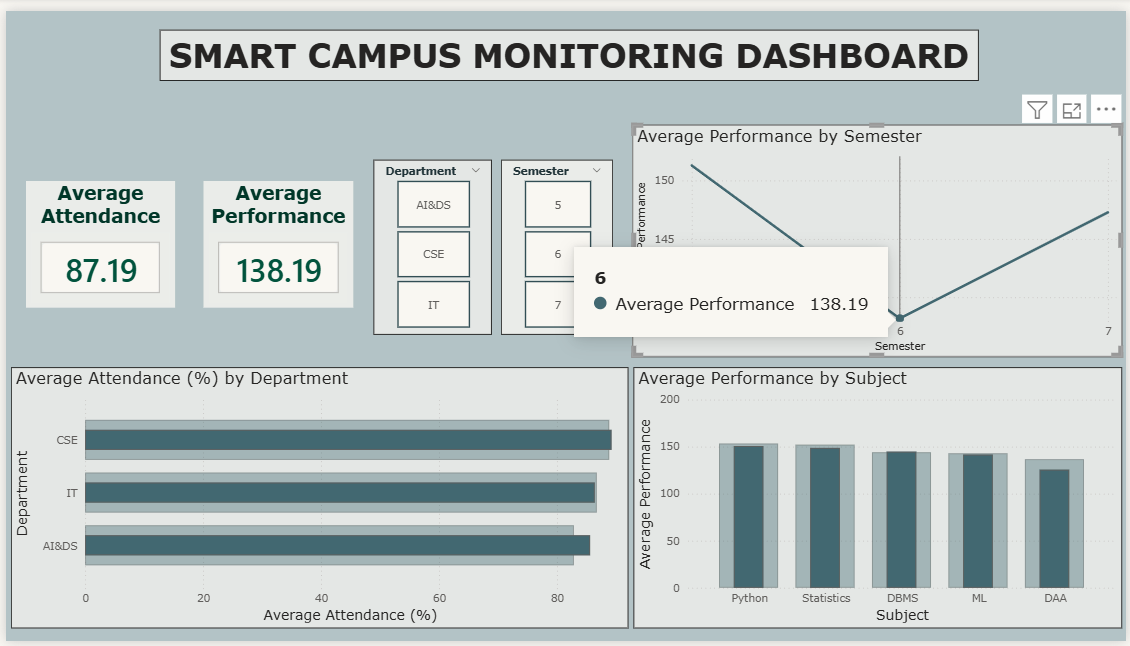 SMART CAMPUS MONITORING DASHBOARD
Average
Attendance
87.19
Average
Performance
138.19
Department
AI&DS
CSE
IT
Semester
5
6
7
Average Performance by Semester
Performance
150
145
6
7
Semester
6
Average Performance 138.19
Average Attendance (%) by Department
Department
CSE
IT
AI&DS
0 20 40 60 80
Average Attendance (%)
Average Performance by Subject
Average Performance
200
150
100
50
0
Python Statistics DBMS ML DAA
Subject